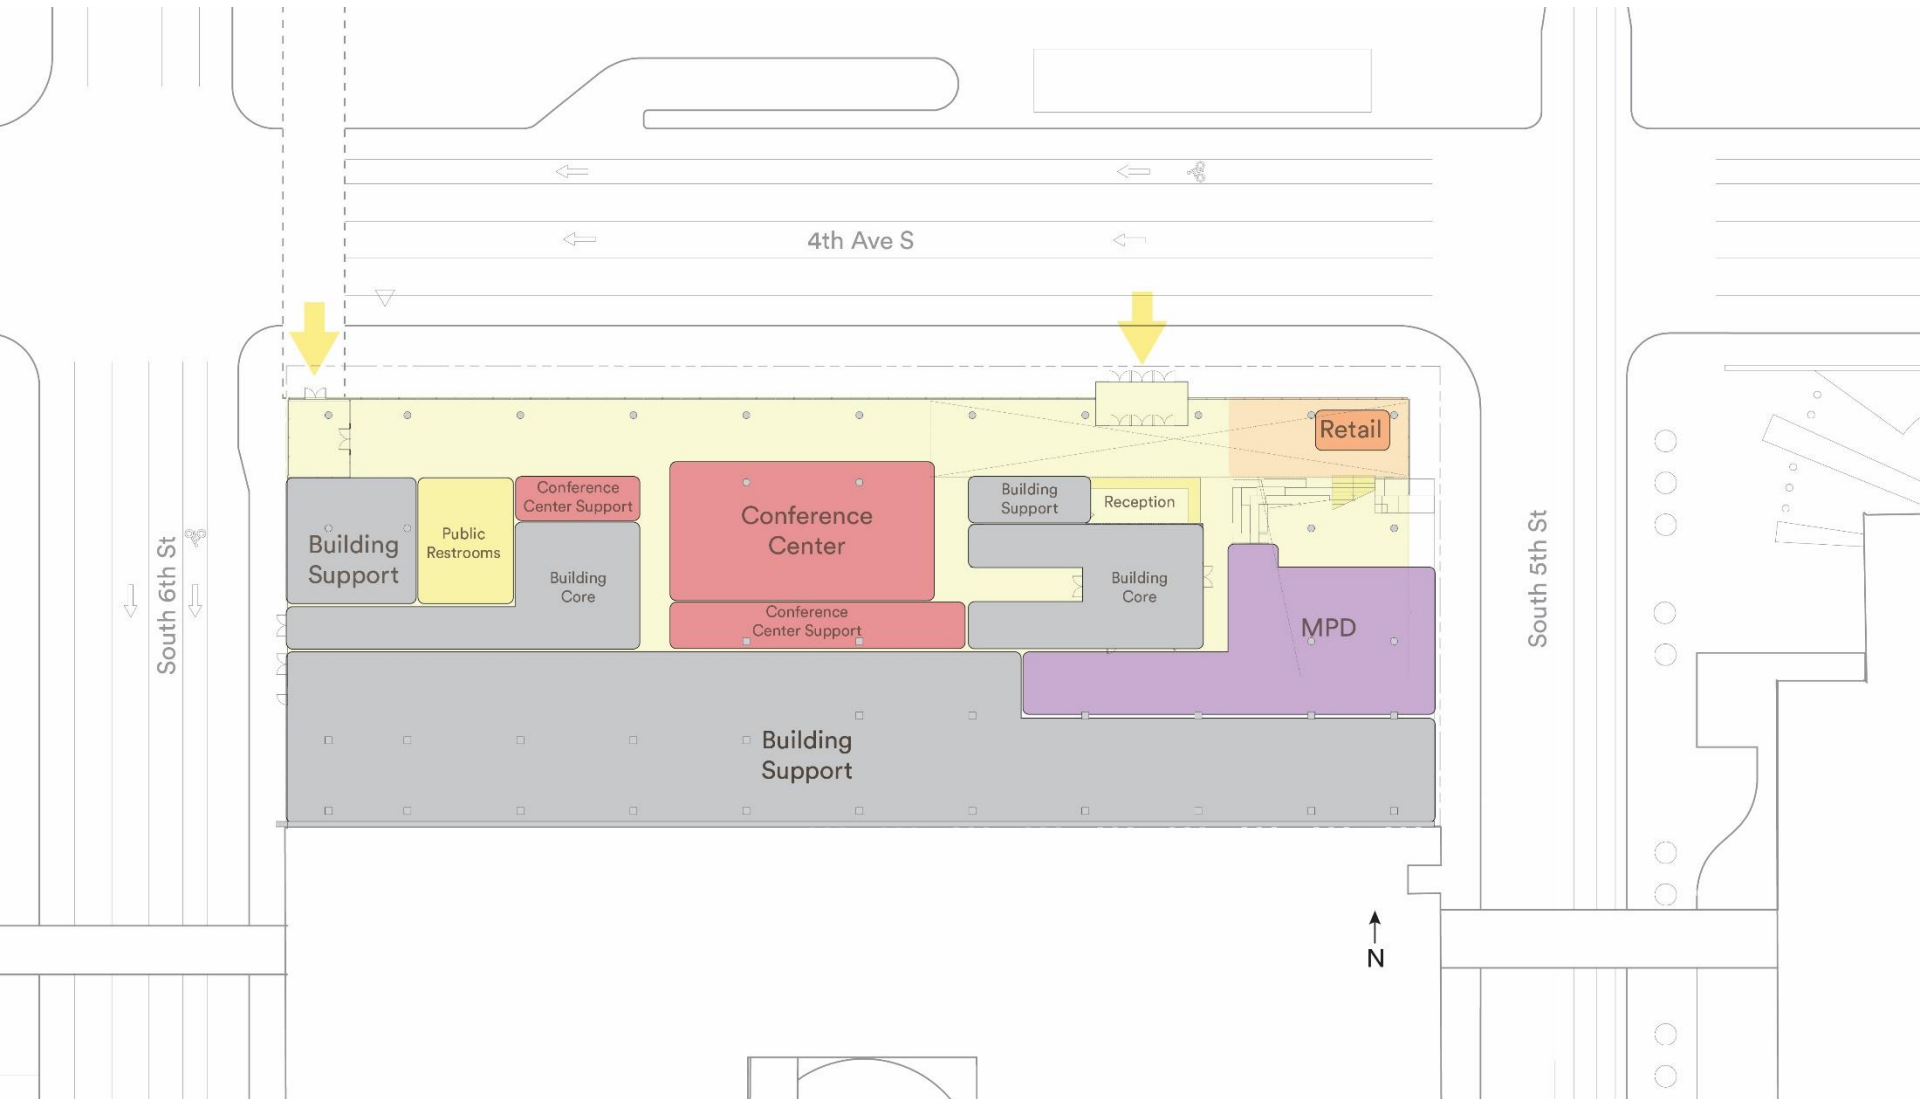 4th Ave S
Retail
Conference
Center Support
Building
Support
Reception
Conference
Center
Public
Restrooms
Building
Support
Building
Core
Building
Core
Conference
Center Support
MPD
South 6th St
South 5th St
Building
Support
N